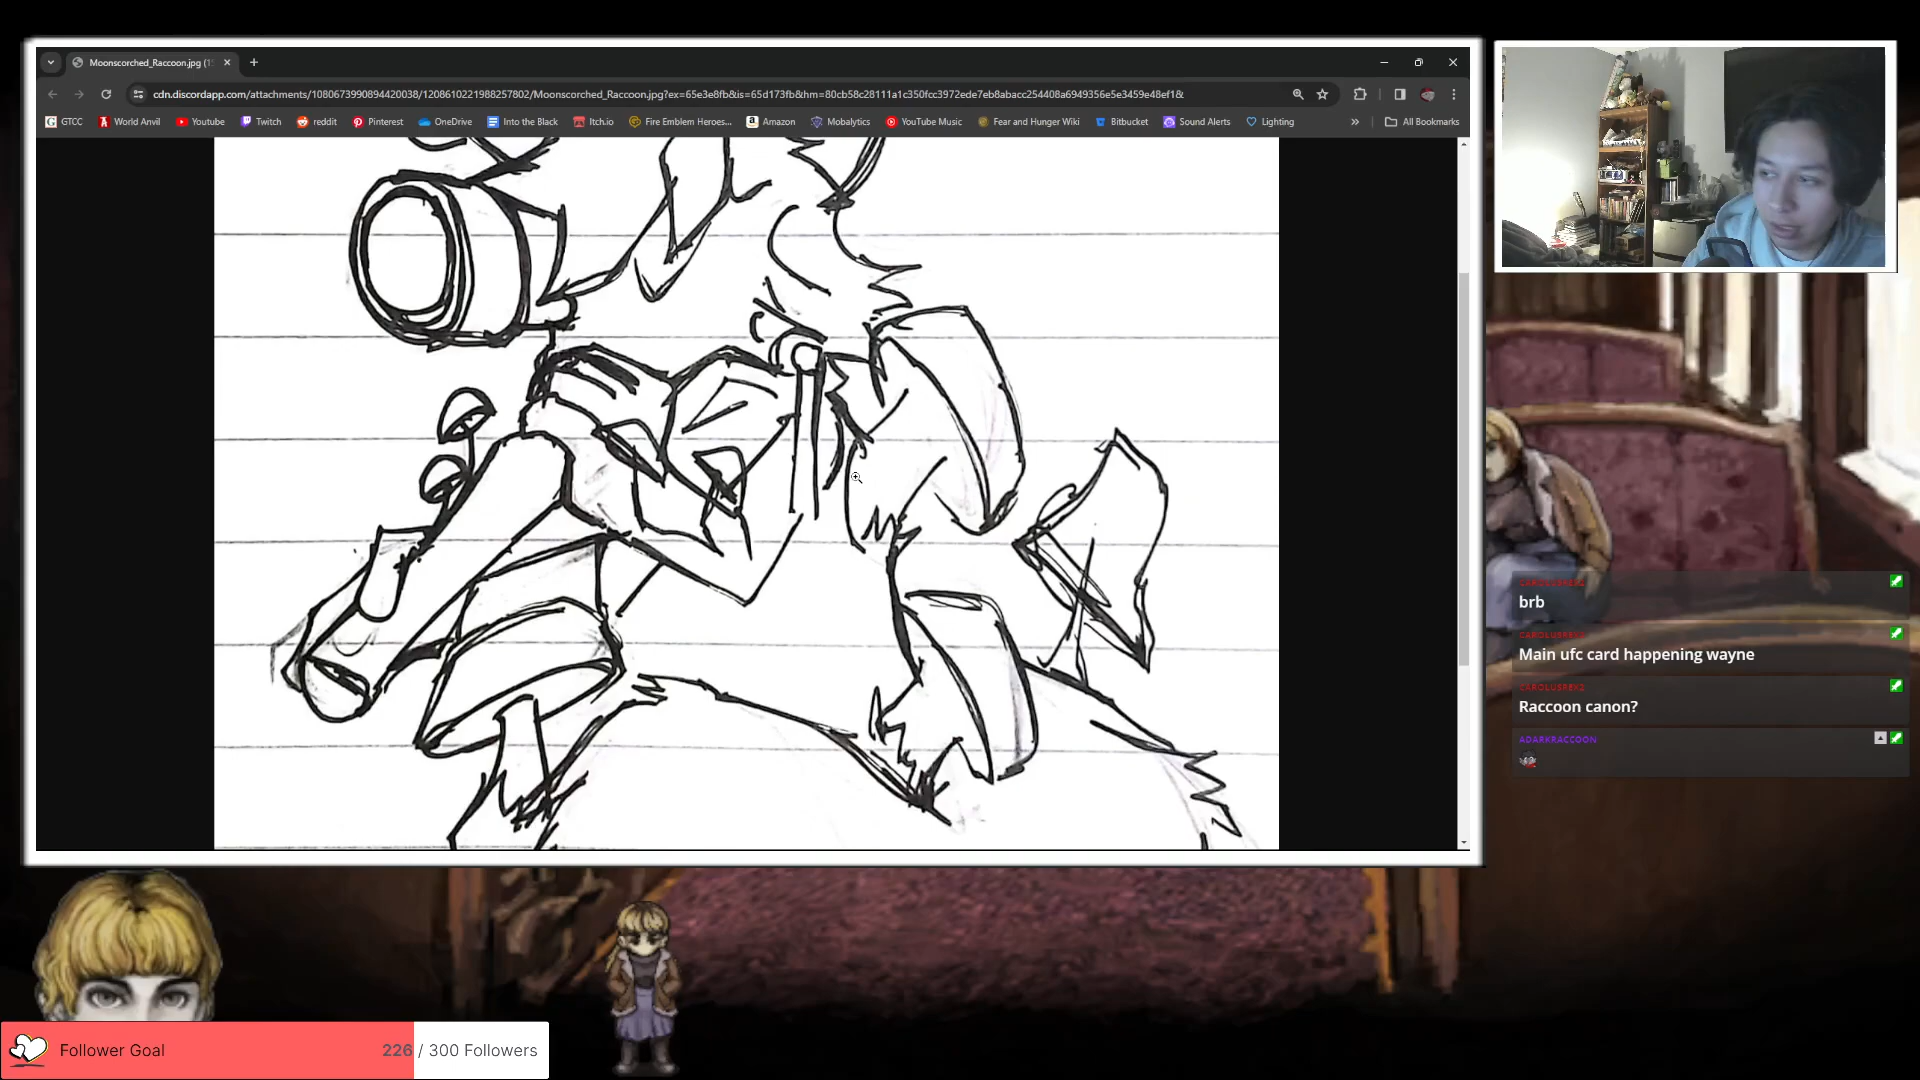 Moonscorched_Raccoon.jpg (1
cdn.discordapp.com/attachments/1080673990894420038/1208610221988257802/Moonscorched_Raccoon.jpg?ex=65e3e8fb&is=65d173fb&hm=80cb58c28111a1c350fcc3972ede7eb8abacc254408a6949356e5e3459e48ef1&
GTCC World Anvil Youtube Twitch reddit Pinterest OneDrive Into the Black Itch.io Fire Emblem Heroes... Amazon Mobalytics YouTube Music Fear and Hunger Wiki Bitbucket Sound Alerts Lighting » All Bookmarks
brb
Main ufc card happening wayne
Raccoon canon?
ADARKRACCOON
Follower Goal 226 / 300 Followers